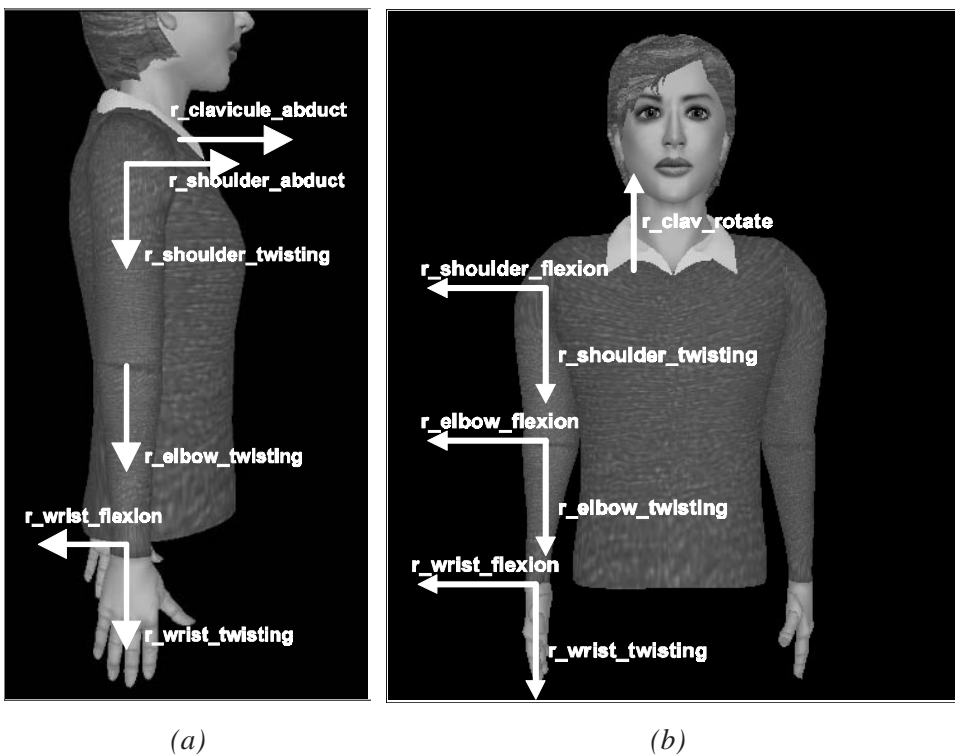 r_clavicule_abduct
r_shoulder_abduct
r_shoulder_twisting
r_elbow_twisting
r_wrist_flexion
r_wrist_twisting
(a)
r_clav_rotate
r_shoulder_flexion
r_shoulder_twisting
r_elbow_flexion
r_elbow_twisting
r_wrist_flexion
r_wrist_twisting
(b)